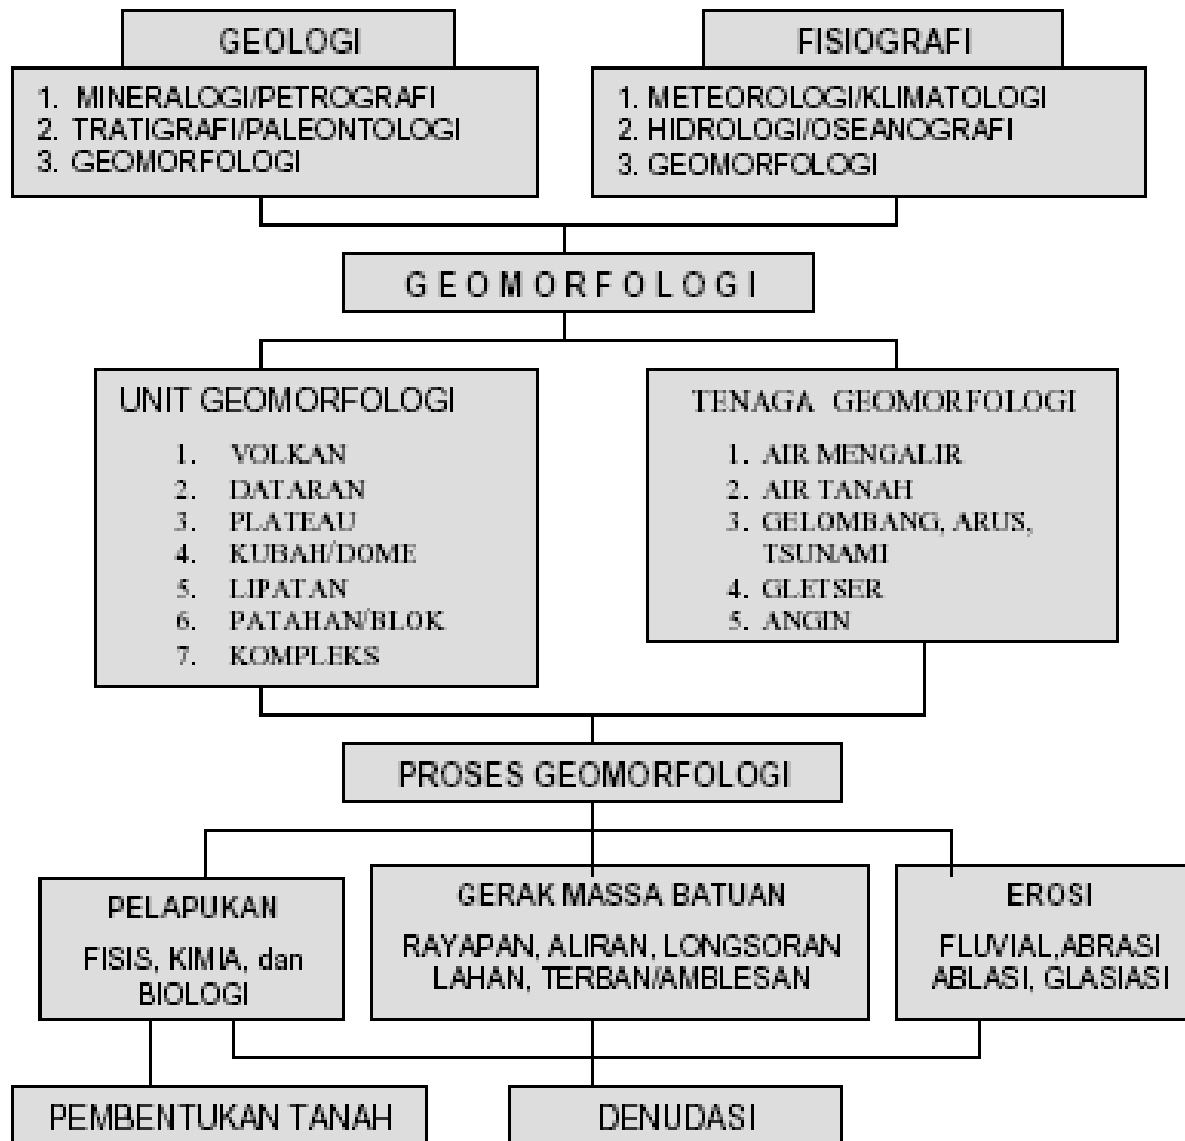 GEOLOGI
1. MINERALOGI/PETROGRAFI
2. TRATIGRAFI/PALEONTOLOGI
3. GEOMORFOLOGI
FISIOGRAFI
1. METEOROLOGI/KLIMATOLOGI
2. HIDROLOGI/OSEANOGRAFI
3. GEOMORFOLOGI
G E O M O R F O L O G I
UNIT GEOMORFOLOGI
1. VOLKAN
2. DATARAN
3. PLATEAU
4. KUBAH/DOME
5. LIPATAN
6. PATAHAN/BLOK
7. KOMPLEKS
TENAGA GEOMORFOLOGI
1. AIR MENGALIR
2. AIR TANAH
3. GELOMBANG, ARUS,
TSUNAMI
4. GLETSER
5. ANGIN
PROSES GEOMORFOLOGI
PELAPUKAN
FISIS, KIMIA, dan
BIOLOGI
GERAK MASSA BATUAN
RAYAPAN, ALIRAN, LONGSORAN
LAHAN, TERBAN/AMBLESAN
EROSI
FLUVIAL,ABRASI
ABLASI, GLASIASI
PEMBENTUKAN TANAH
DENUDASI